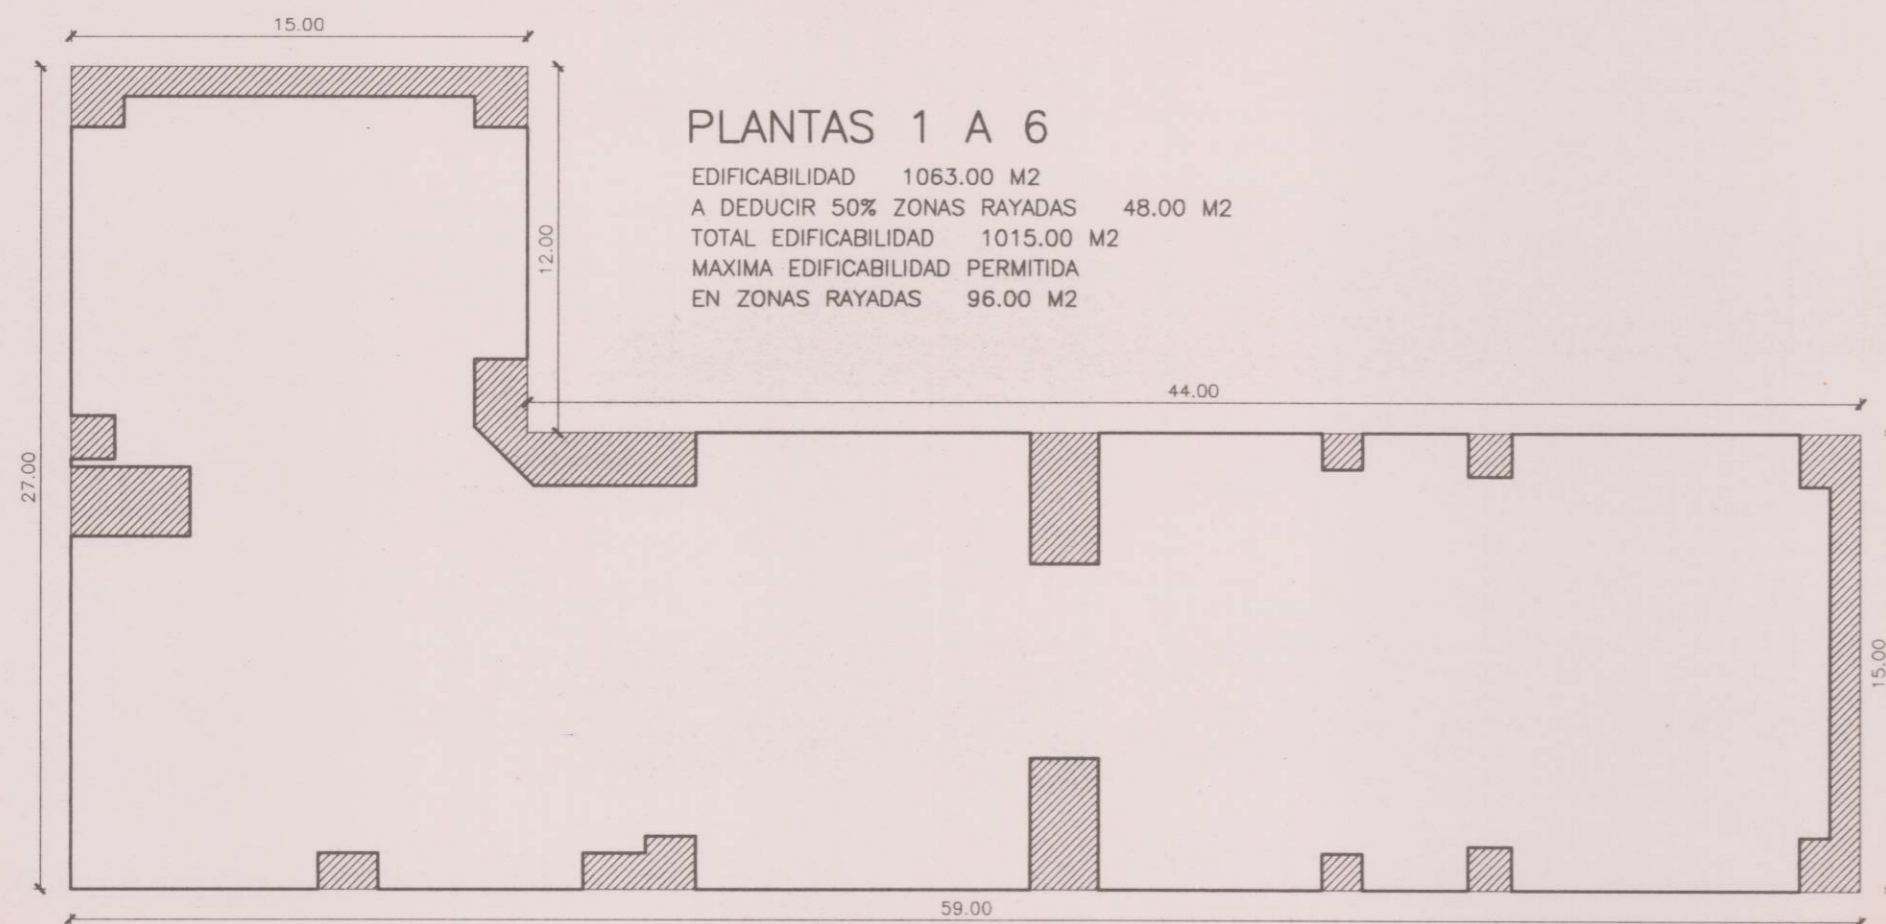 15.00
PLANTAS 1 A 6
EDIFICABILIDAD 1063.00 M2
A DEDUCIR 50% ZONAS RAYADAS 48.00 M2
TOTAL EDIFICABILIDAD 1015.00 M2
MAXIMA EDIFICABILIDAD PERMITIDA
EN ZONAS RAYADAS 96.00 M2
12.00
44.00
27.00
15.00
59.00